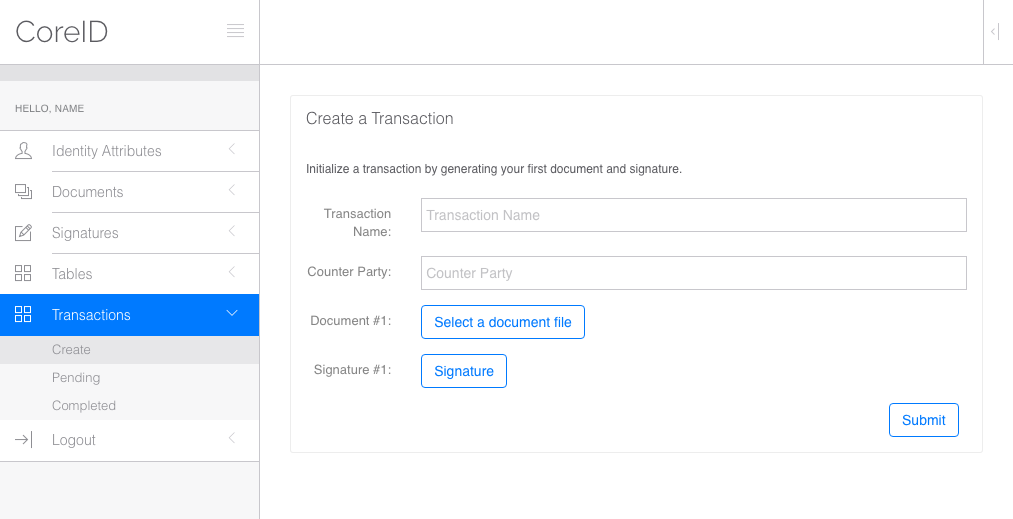 CoreID
HELLO, NAME
Identity Attributes
Documents
Signatures
Tables
Transactions
Create
Pending
Completed
Logout
Create a Transaction
Initialize a transaction by generating your first document and signature.
Transaction
Name:
Transaction Name
Counter Party:
Counter Party
Document #1:
Select a document file
Signature #1:
Signature
Submit